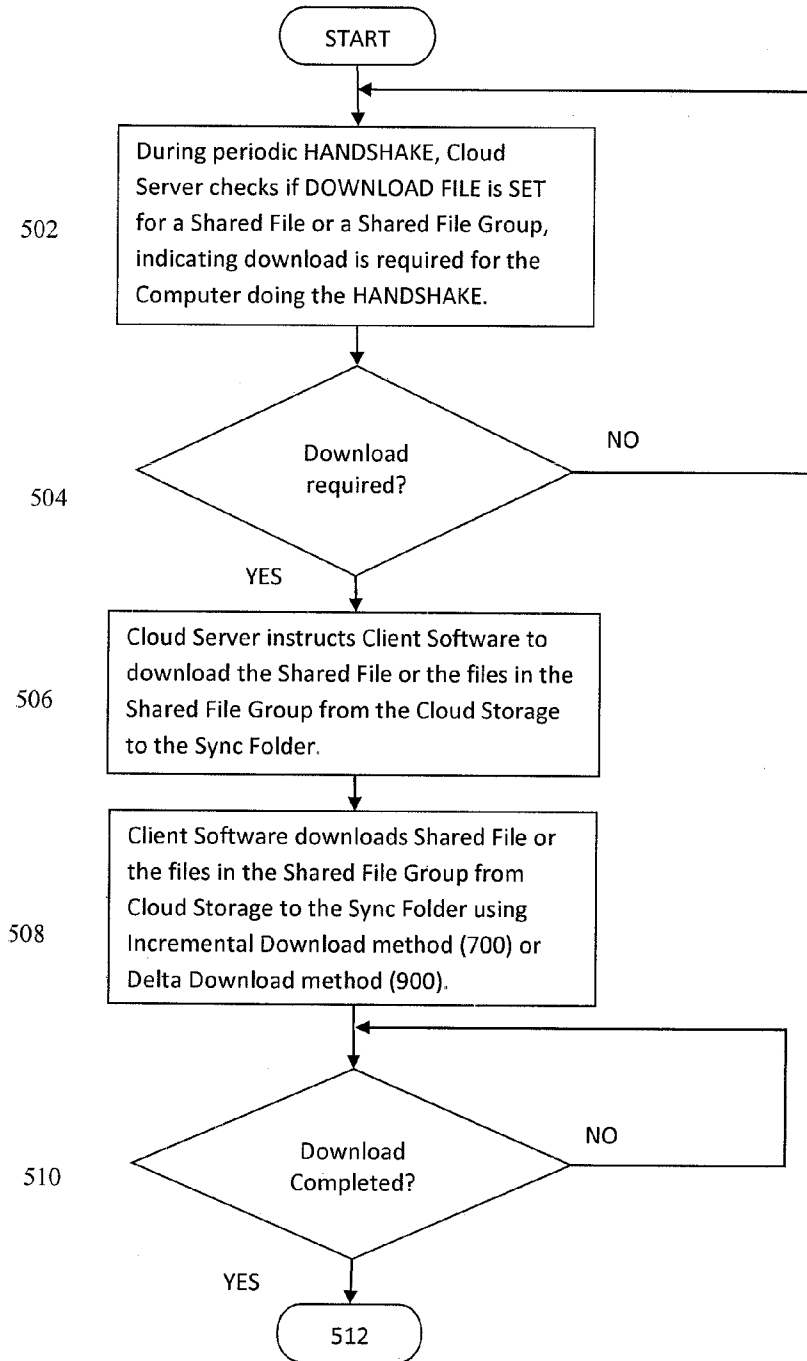 START
During periodic HANDSHAKE, Cloud
Server checks if DOWNLOAD FILE is SET
for a Shared File or a Shared File Group,
indicating download is required for the
Computer doing the HANDSHAKE.
502
Download
required?
NO
504
YES
Cloud Server instructs Client Software to
download the Shared File or the files in the
Shared File Group from the Cloud Storage
to the Sync Folder.
506
Client Software downloads Shared File or
the files in the Shared File Group from
Cloud Storage to the Sync Folder using
Incremental Download method (700) or
Delta Download method (900).
508
Download
Completed?
NO
510
YES
512